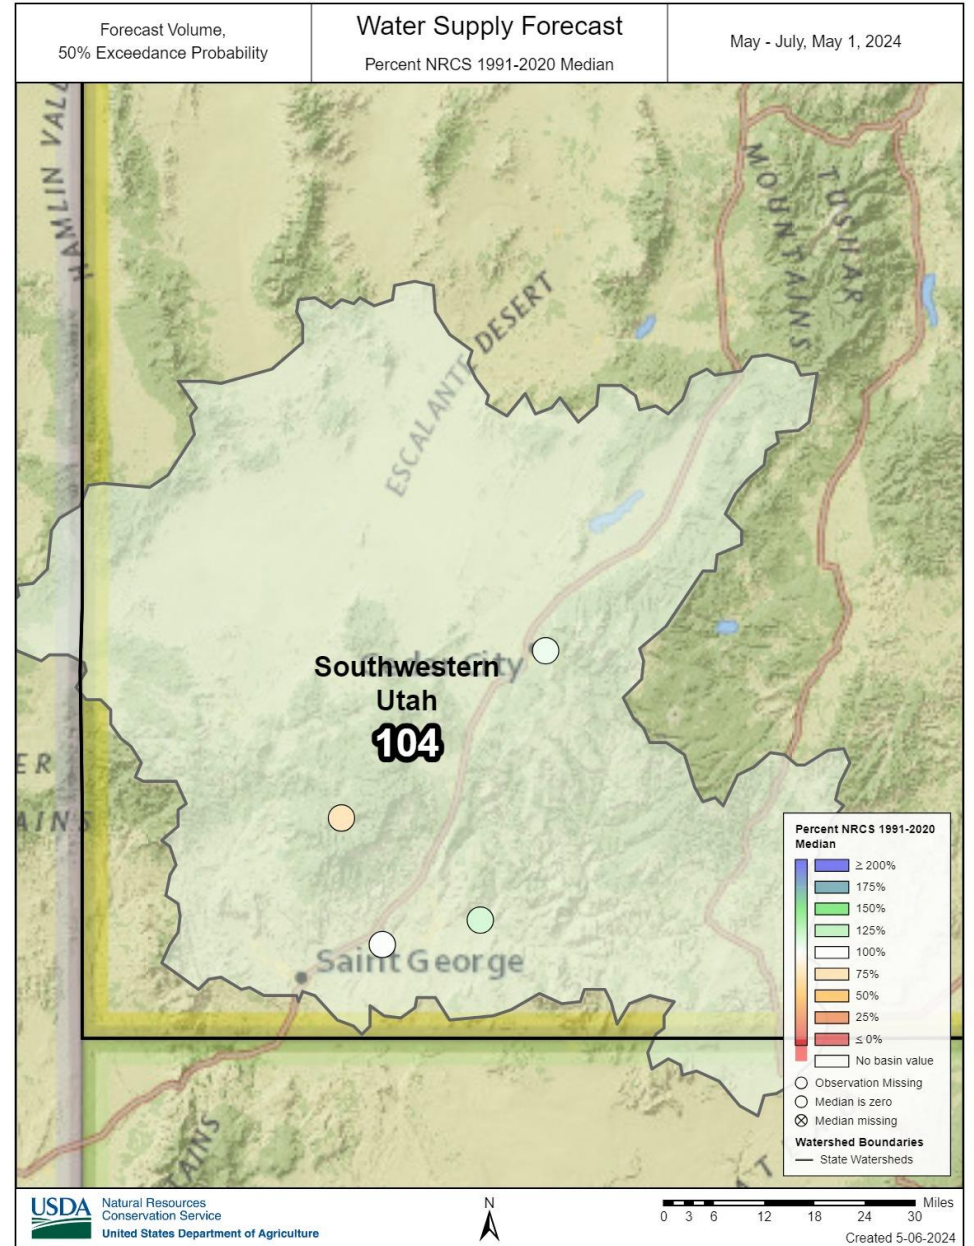 Forecast Volume,
50% Exceedance Probability
Water Supply Forecast
Percent NRCS 1991-2020 Median
May - July, May 1, 2024
HAMLIN VALL
MOUNTAINS
TUSHAR
ESCALANTE DESERT
Cedar City
Southwestern
Utah
104
ER
AINS
Saint George
TAINS
AT
Percent NRCS 1991-2020
Median
≥ 200%
175%
150%
125%
100%
75%
50%
25%
≤ 0%
No basin value
Observation Missing
Median is zero
Median missing
Watershed Boundaries
State Watersheds
USDA
Natural Resources
Conservation Service
United States Department of Agriculture
N
Miles
0 3 6 12 18 24 30
Created 5-06-2024